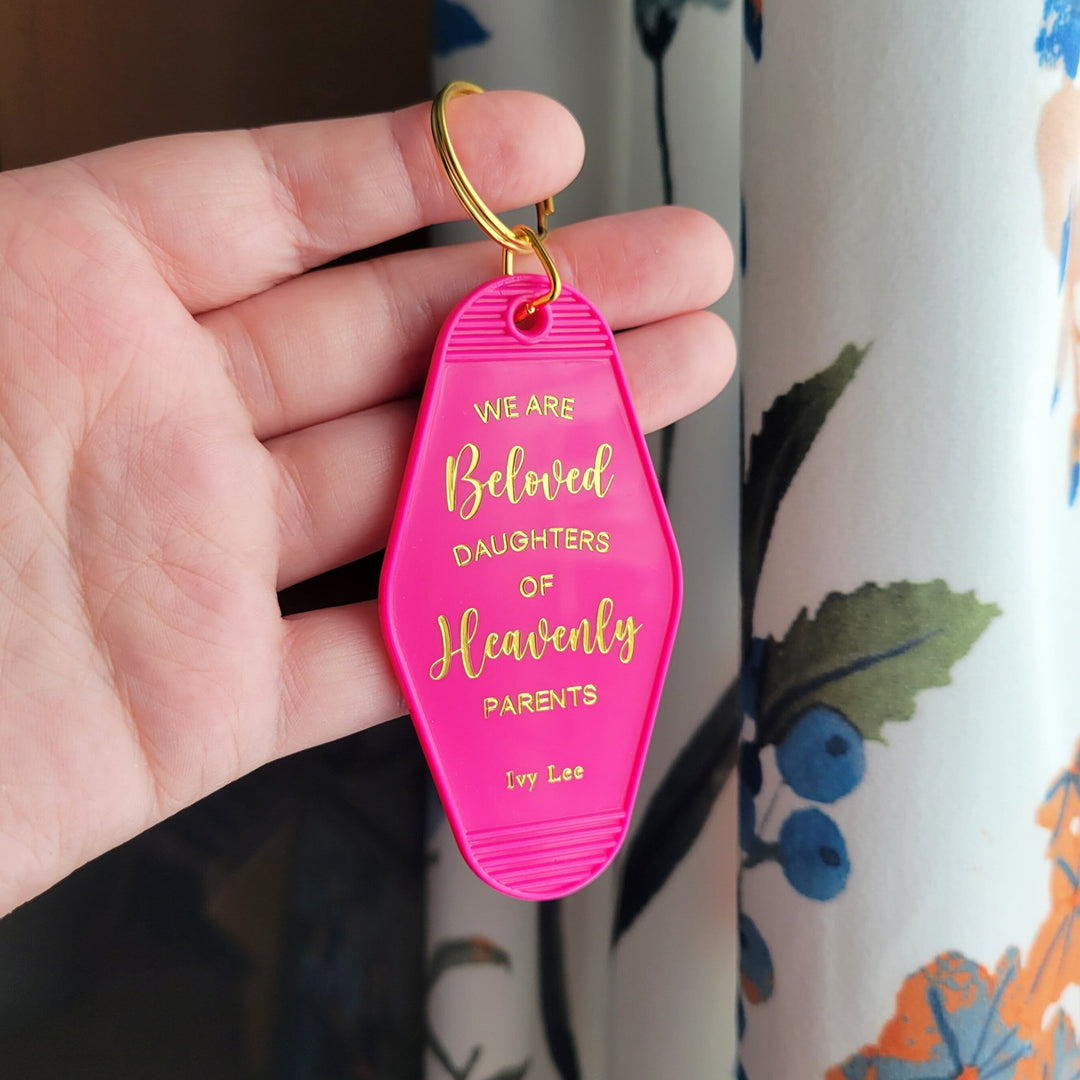 WE ARE
Beloved
DAUGHTERS
OF
Heavenly
PARENTS
Ivy Lee